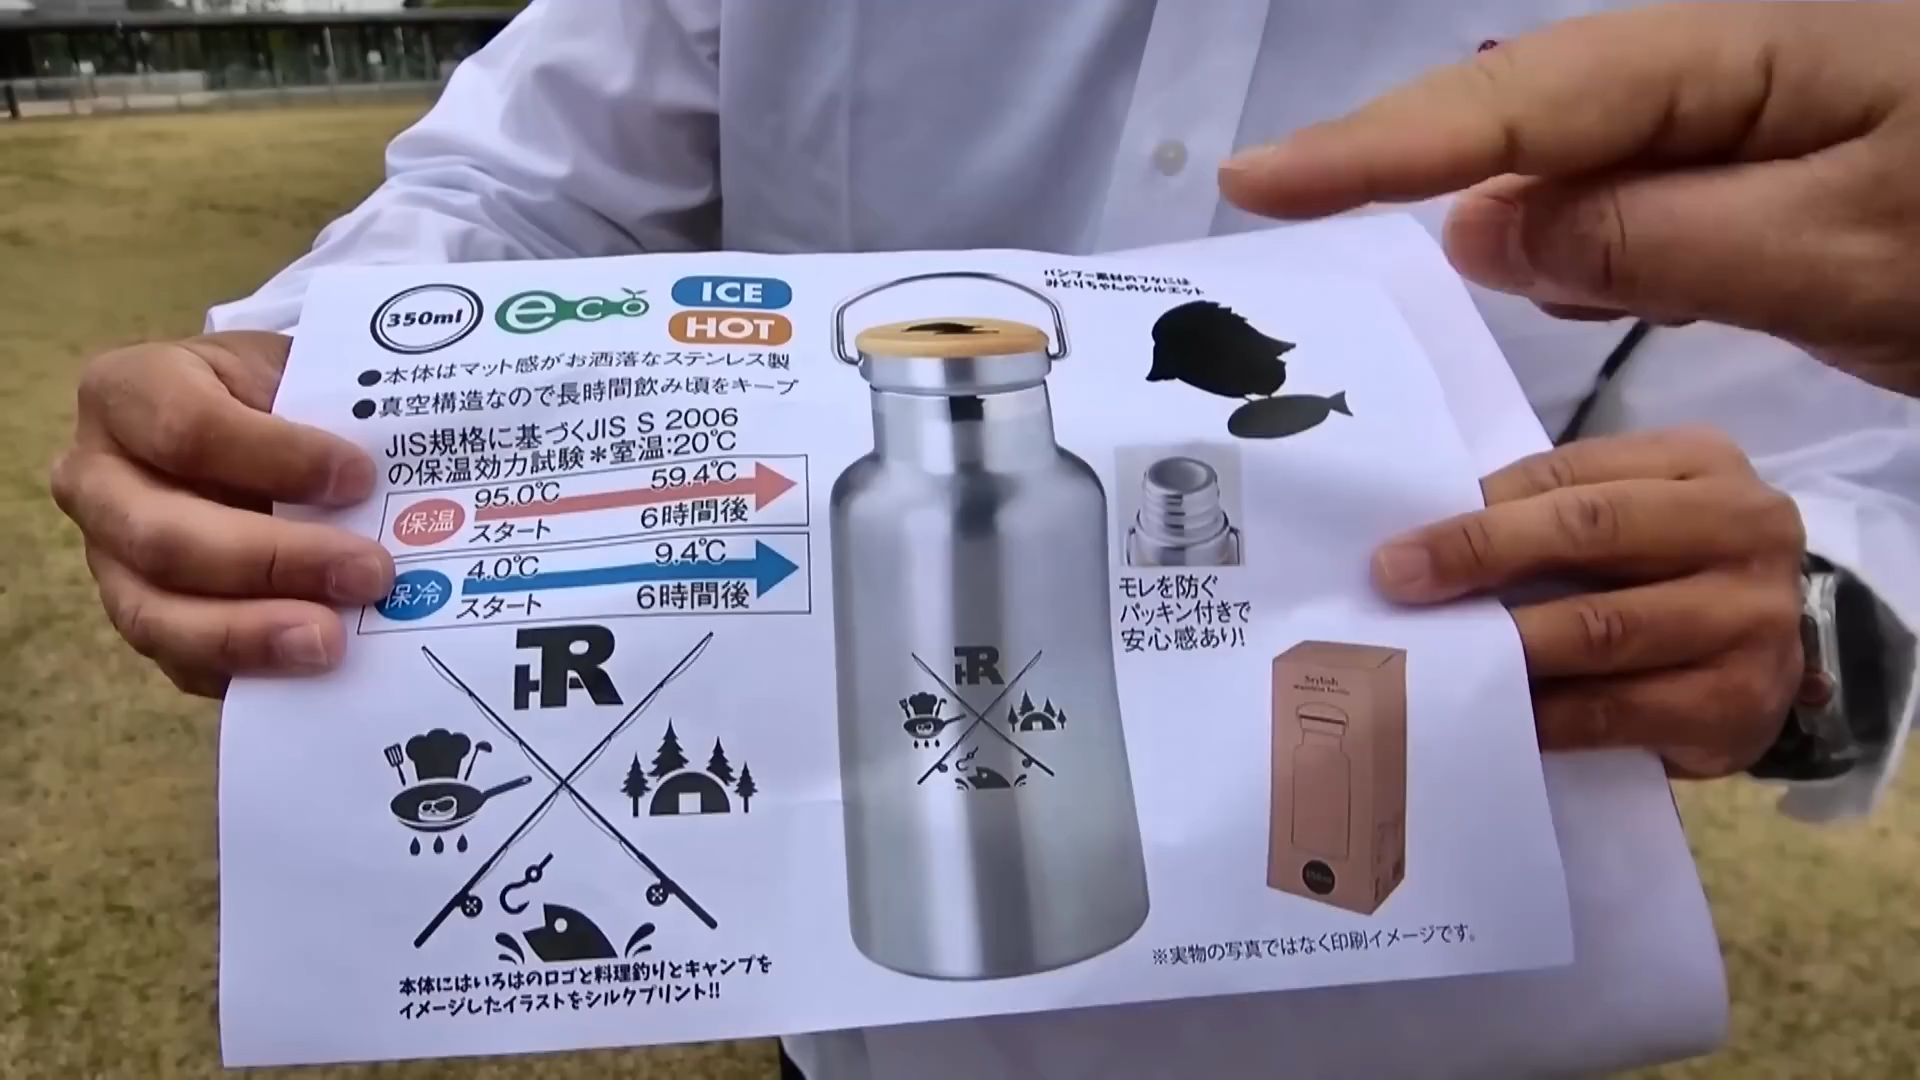 350ml
eco
ICE
HOT
●本体はマット感がお洒落なステンレス製
●真空構造なので長時間飲み頃をキープ
JIS規格に基づくJIS S 2006
の保温効力試験＊室温:20℃
保温
95.0℃
59.4℃
スタート
6時間後
保冷
4.0℃
9.4℃
スタート
6時間後
本体にはいろはのロゴと料理釣りとキャンプを
イメージしたイラストをシルクプリント!!
バンブー素材のフタには
みどりちゃんのシルエット
モレを防ぐ
パッキン付きで
安心感あり!
Stylish
350ml
※実物の写真ではなく印刷イメージです。